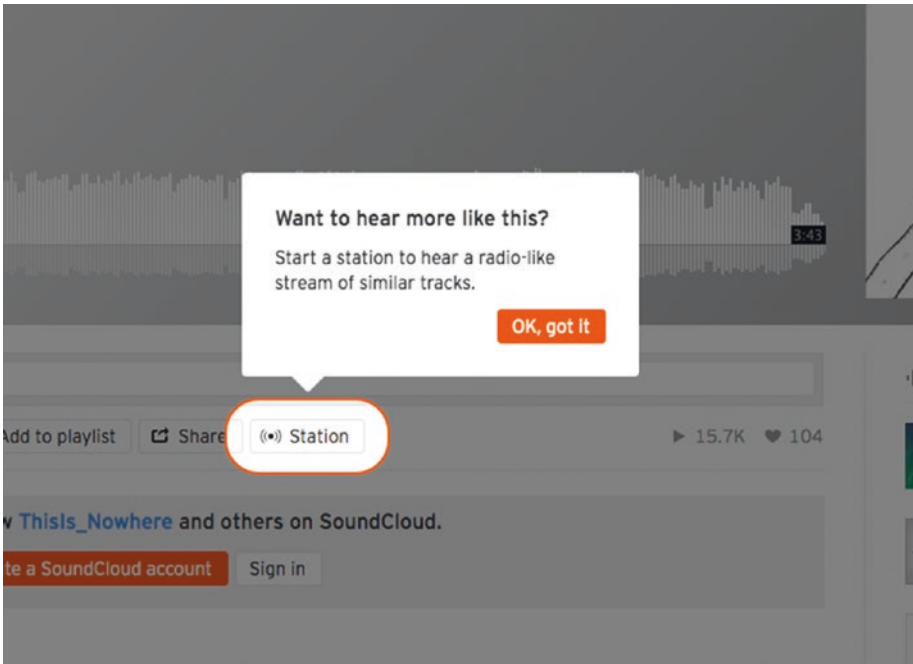 Want to hear more like this?
Start a station to hear a radio-like
stream of similar tracks.
3:43
OK, got it
Add to playlist Share Station
15.7K 104
ThisIs_Nowhere and others on SoundCloud.
a SoundCloud account Sign in